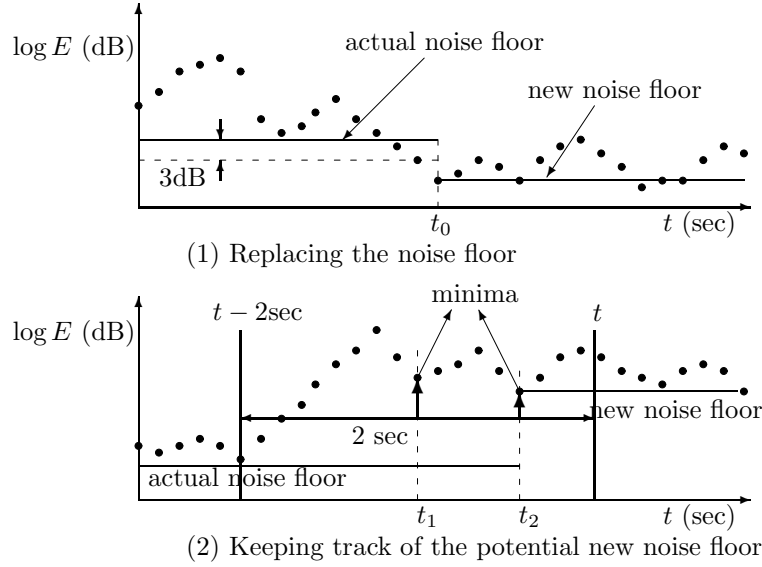 log E (dB)
actual noise floor
new noise floor
3dB
t₀
t (sec)
(1) Replacing the noise floor
log E (dB)
t − 2sec
minima
t
2 sec
new noise floor
actual noise floor
t₁
t₂
t (sec)
(2) Keeping track of the potential new noise floor